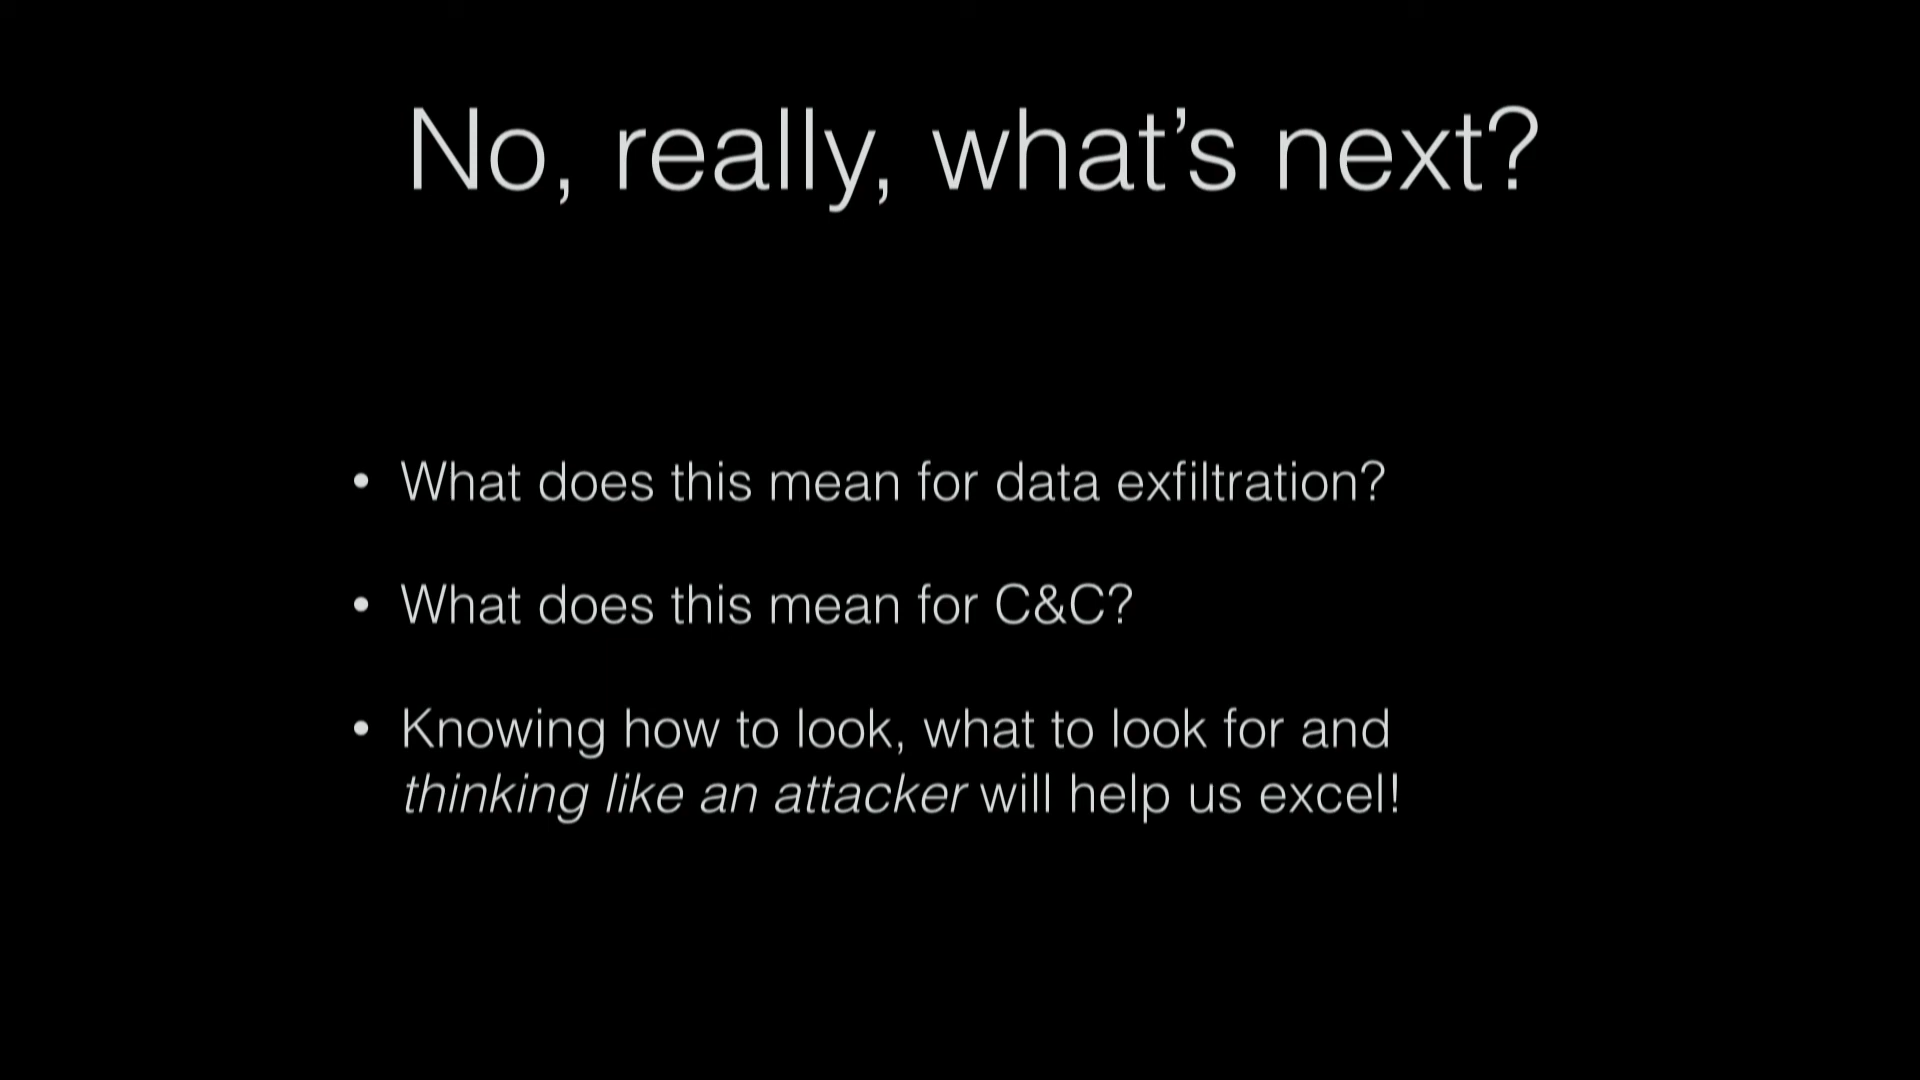 No, really, what’s next?
• What does this mean for data exfiltration?
• What does this mean for C&C?
• Knowing how to look, what to look for and
thinking like an attacker will help us excel!